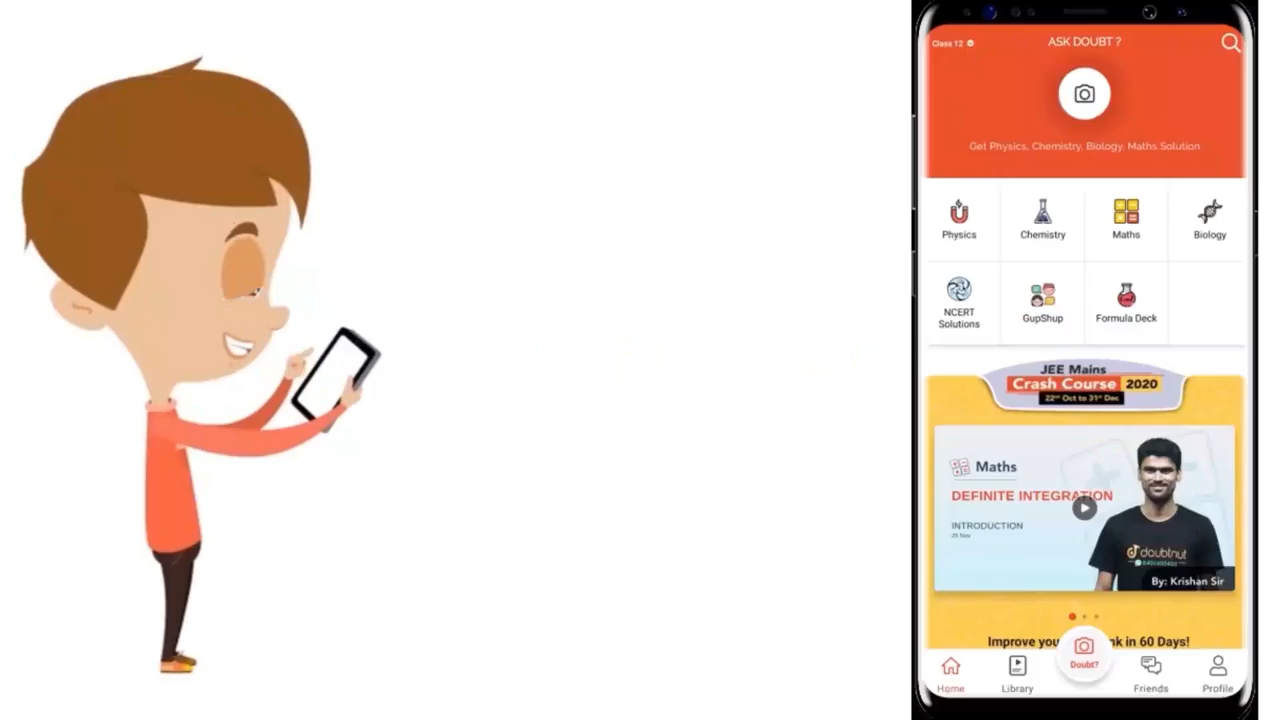 Class 12
ASK DOUBT ?
Get Physics, Chemistry, Biology, Maths Solution
Physics
Chemistry
Maths
Biology
NCERT
Solutions
GupShup
Formula Deck
JEE Mains
Crash Course 2020
22nd Oct to 31st Dec
Maths
DEFINITE INTEGRATION
INTRODUCTION
doubtnut
By: Krishan Sir
Improve you nk in 60 Days!
Doubt?
Home
Library
Friends
Profile